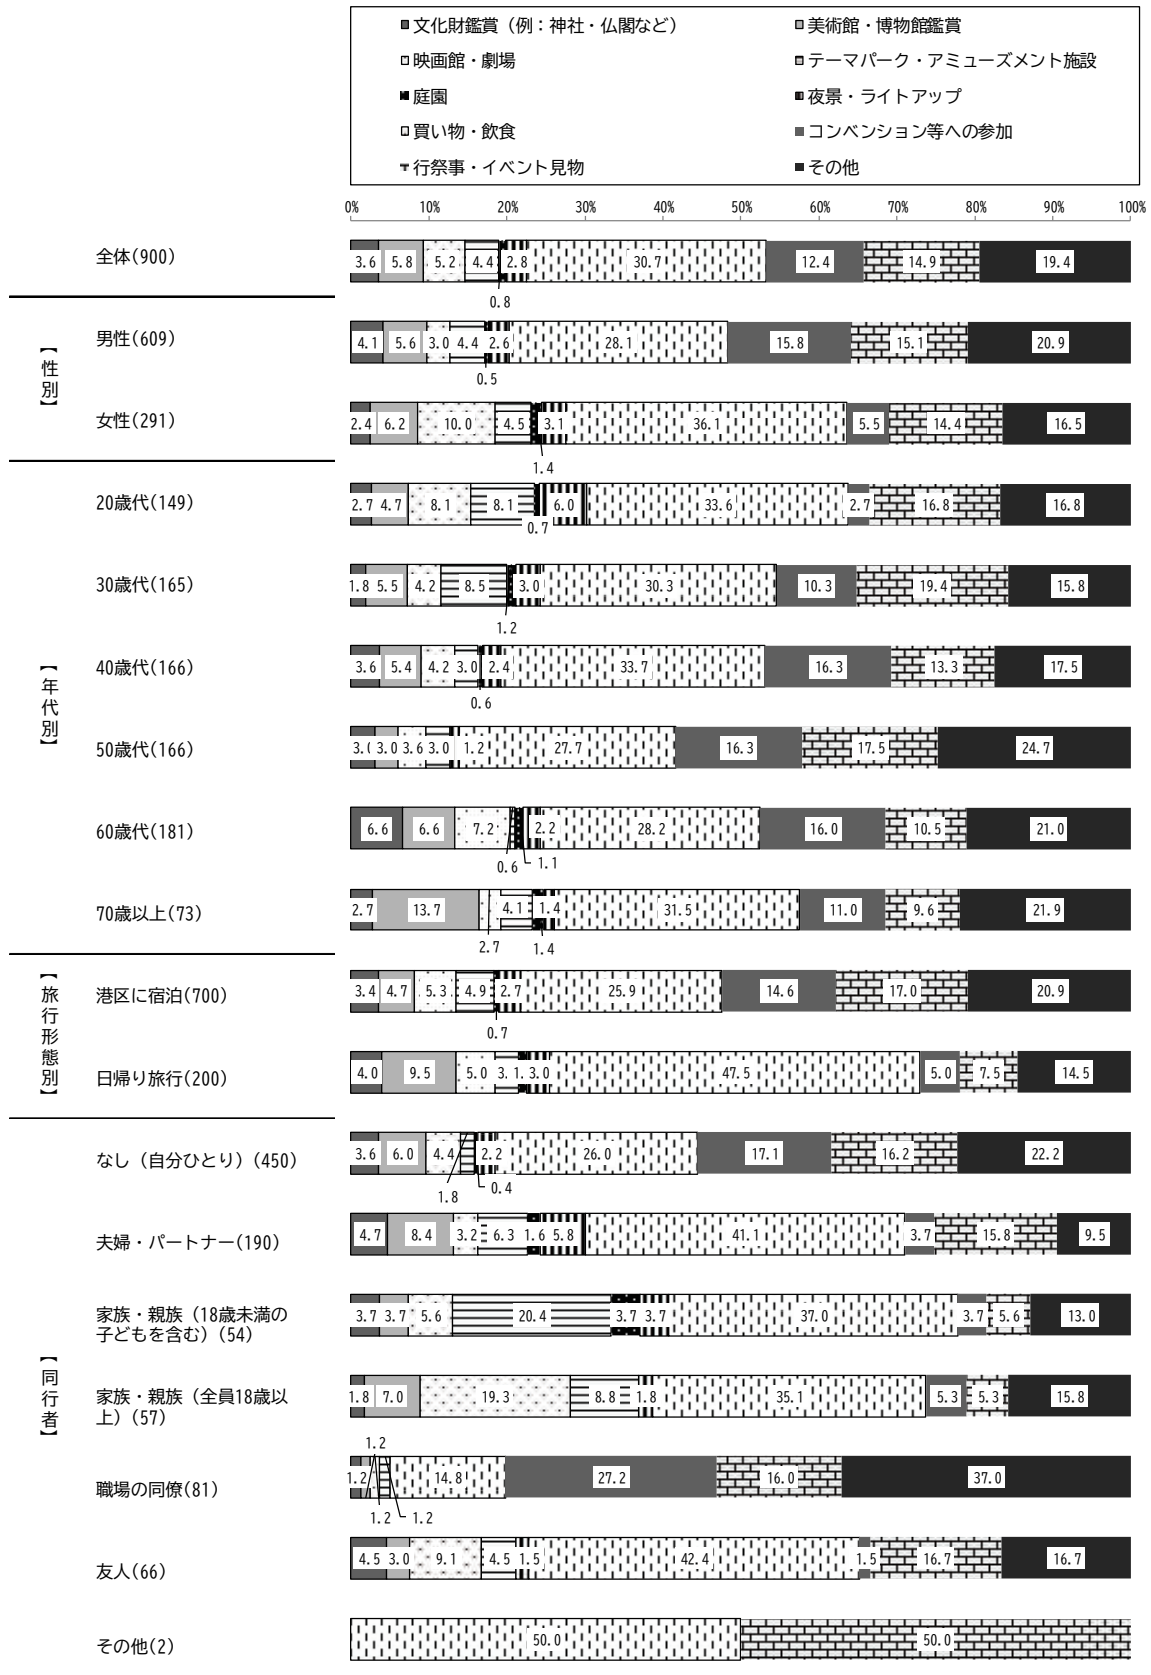 文化財鑑賞（例：神社・仏閣など） 美術館・博物館鑑賞
映画館・劇場 テーマパーク・アミューズメント施設
庭園 夜景・ライトアップ
買い物・飲食 コンベンション等への参加
行祭事・イベント見物 その他
0% 10% 20% 30% 40% 50% 60% 70% 80% 90% 100%
全体(900) 3.6 5.8 5.2 4.4 2.8 30.7 12.4 14.9 19.4
0.8
【性別】
男性(609) 4.1 5.6 3.0 4.4 2.6 28.1 15.8 15.1 20.9
0.5
女性(291) 2.4 6.2 10.0 4.5 3.1 36.1 5.5 14.4 16.5
1.4
【年代別】
20歳代(149) 2.7 4.7 8.1 8.1 6.0 33.6 2.7 16.8 16.8
0.7
30歳代(165) 1.8 5.5 4.2 8.5 3.0 30.3 10.3 19.4 15.8
1.2
40歳代(166) 3.6 5.4 4.2 3.0 2.4 33.7 16.3 13.3 17.5
0.6
50歳代(166) 3.0 3.0 3.6 3.0 1.2 27.7 16.3 17.5 24.7
60歳代(181) 6.6 6.6 7.2 2.2 28.2 16.0 10.5 21.0
0.6 1.1
70歳以上(73) 2.7 13.7 4.1 1.4 31.5 11.0 9.6 21.9
2.7 1.4
【旅行形態別】
港区に宿泊(700) 3.4 4.7 5.3 4.9 2.7 25.9 14.6 17.0 20.9
0.7
日帰り旅行(200) 4.0 9.5 5.0 3.1. 3.0 47.5 5.0 7.5 14.5
【同行者】
なし（自分ひとり）(450) 3.6 6.0 4.4 2.2 26.0 17.1 16.2 22.2
1.8 0.4
夫婦・パートナー(190) 4.7 8.4 3.2 6.3 1.6 5.8 41.1 3.7 15.8 9.5
家族・親族（18歳未満の
子どもを含む）(54) 3.7 3.7 5.6 20.4 3.7 3.7 37.0 3.7 5.6 13.0
家族・親族（全員18歳以
上）(57) 1.8 7.0 19.3 8.8 1.8 35.1 5.3 5.3 15.8
1.2
職場の同僚(81) 1.2 14.8 27.2 16.0 37.0
1.2 1.2
友人(66) 4.5 3.0 9.1 4.5 1.5 42.4 1.5 16.7 16.7
その他(2) 50.0 50.0